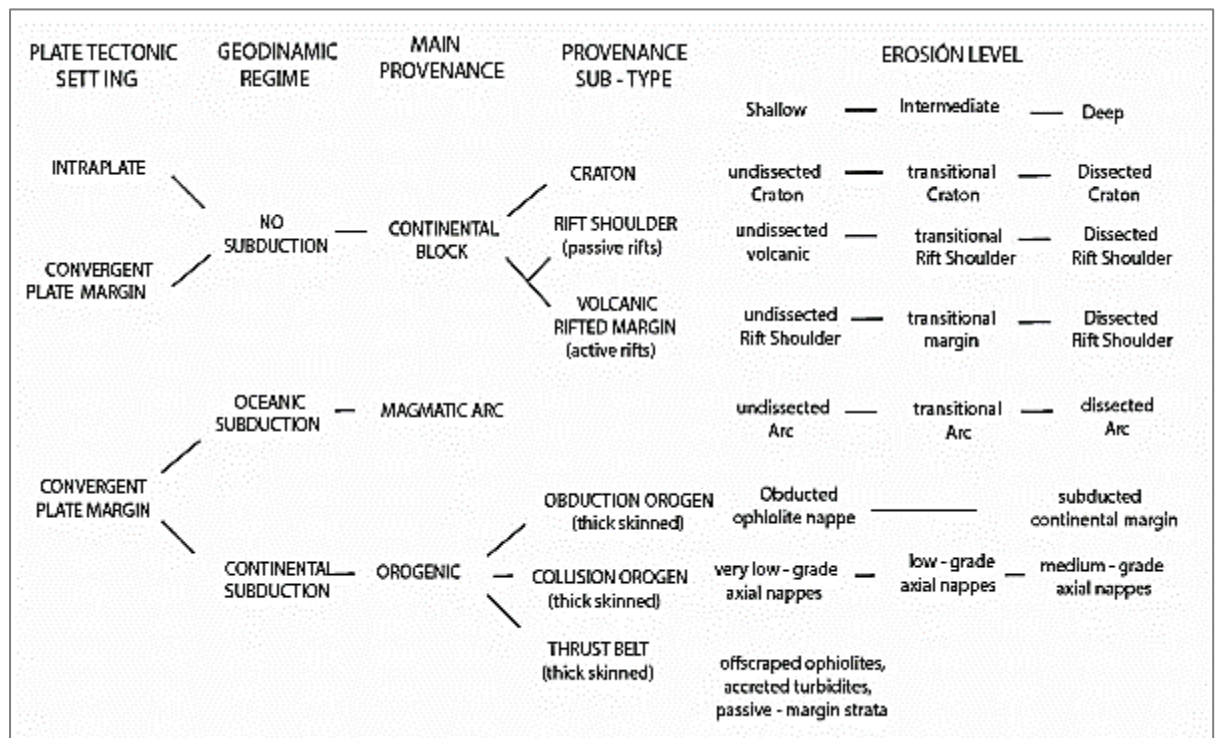 PLATE TECTONIC
SETTING
GEODINAMIC
REGIME
MAIN
PROVENANCE
PROVENANCE
SUB - TYPE
EROSIÓN LEVEL
Shallow
Intermediate
Deep
INTRAPLATE
CONVERGENT
PLATE MARGIN
NO
SUBDUCTION
CONTINENTAL
BLOCK
CRATON
undissected
Craton
transitional
Craton
Dissected
Craton
RIFT SHOULDER
(passive rifts)
undissected
volcanic
transitional
Rift Shoulder
Dissected
Rift Shoulder
VOLCANIC
RIFTED MARGIN
(active rifts)
undissected
Rift Shoulder
transitional
margin
Dissected
Rift Shoulder
CONVERGENT
PLATE MARGIN
OCEANIC
SUBDUCTION
MAGMATIC ARC
undissected
Arc
transitional
Arc
dissected
Arc
CONTINENTAL
SUBDUCTION
OROGENIC
OBDUCTION OROGEN
(thick skinned)
Obducted
ophiolite nappe
subducted
continental margin
COLLISION OROGEN
(thick skinned)
very low - grade
axial nappes
low - grade
axial nappes
medium - grade
axial nappes
THRUST BELT
(thick skinned)
offscraped ophiolites,
accreted turbidites,
passive - margin strata